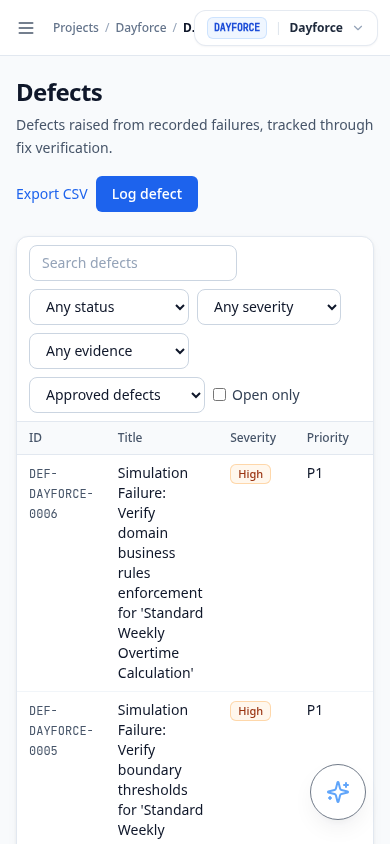 Projects / Dayforce / D. DAYFORCE Dayforce
Defects
Defects raised from recorded failures, tracked through
fix verification.
Export CSV Log defect
Search defects
Any status Any severity
Any evidence
Approved defects Open only
ID Title Severity Priority
DEF-
DAYFORCE-
0006
Simulation
Failure:
Verify
domain
business
rules
enforcement
for 'Standard
Weekly
Overtime
Calculation'
High
P1
DEF-
DAYFORCE-
0005
Simulation
Failure:
Verify
boundary
thresholds
for 'Standard
Weekly
High
P1